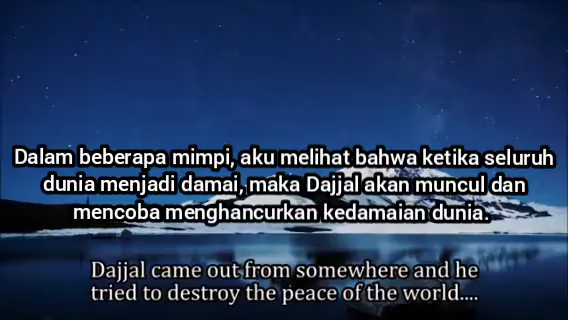 Dalam beberapa mimpi, aku melihat bahwa ketika seluruh
dunia menjadi damai, maka Dajjal akan muncul dan
mencoba menghancurkan kedamaian dunia.
Dajjal came out from somewhere and he
tried to destroy the peace of the world....